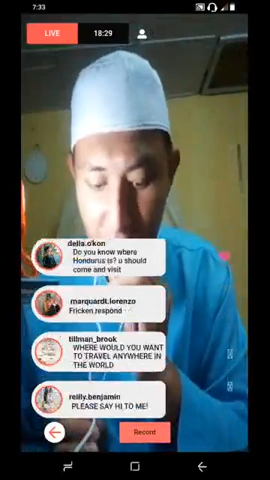 7:33
LIVE 18:29
della.o'kon
Do you know where
Hondurus is? u should
come and visit
marquardt.lorenzo
Fricken respond
tillman_brook
WHERE WOULD YOU WANT
TO TRAVEL ANYWHERE IN
THE WORLD
reilly.benjamin
PLEASE SAY HI TO ME!
Record